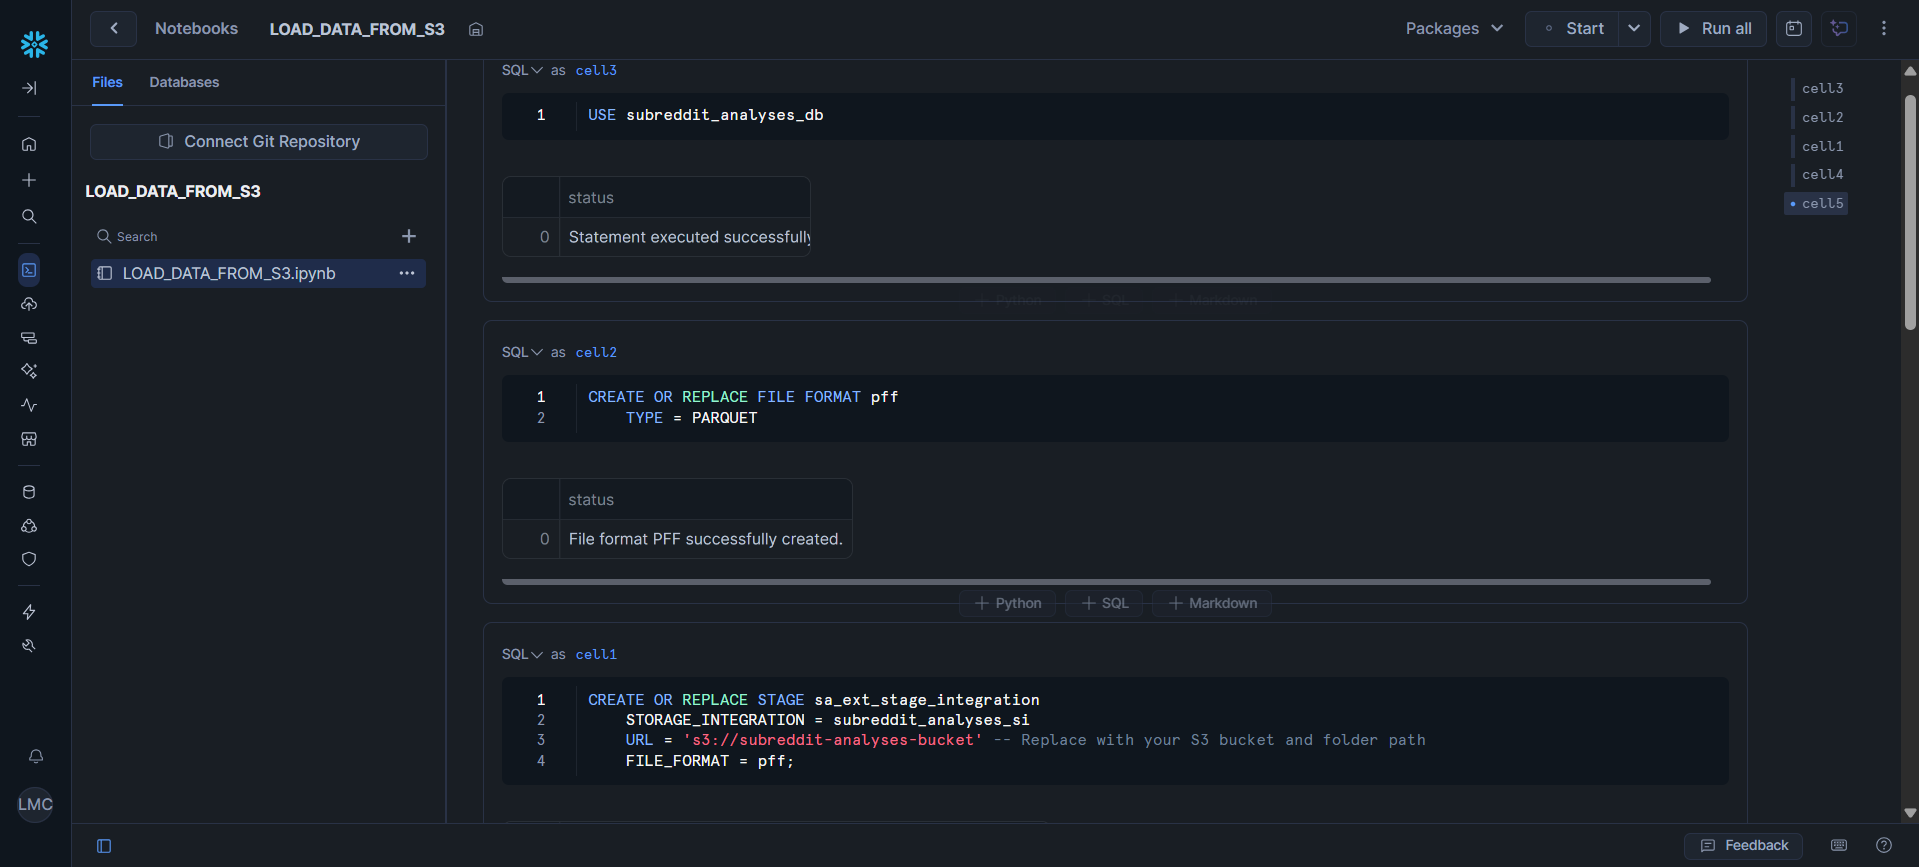 Notebooks
LOAD_DATA_FROM_S3
Packages
Start
Run all
Files
Databases
Connect Git Repository
LOAD_DATA_FROM_S3
Search
LOAD_DATA_FROM_S3.ipynb
LMC
SQL as cell3
1 USE subreddit_analyses_db
status
0 Statement executed successfully
+ Python + SQL + Markdown
SQL as cell2
1 CREATE OR REPLACE FILE FORMAT pff
2 TYPE = PARQUET
status
0 File format PFF successfully created.
+ Python + SQL + Markdown
SQL as cell1
1 CREATE OR REPLACE STAGE sa_ext_stage_integration
2 STORAGE_INTEGRATION = subreddit_analyses_si
3 URL = 's3://subreddit-analyses-bucket' -- Replace with your S3 bucket and folder path
4 FILE_FORMAT = pff;
cell3
cell2
cell1
cell4
cell5
Feedback